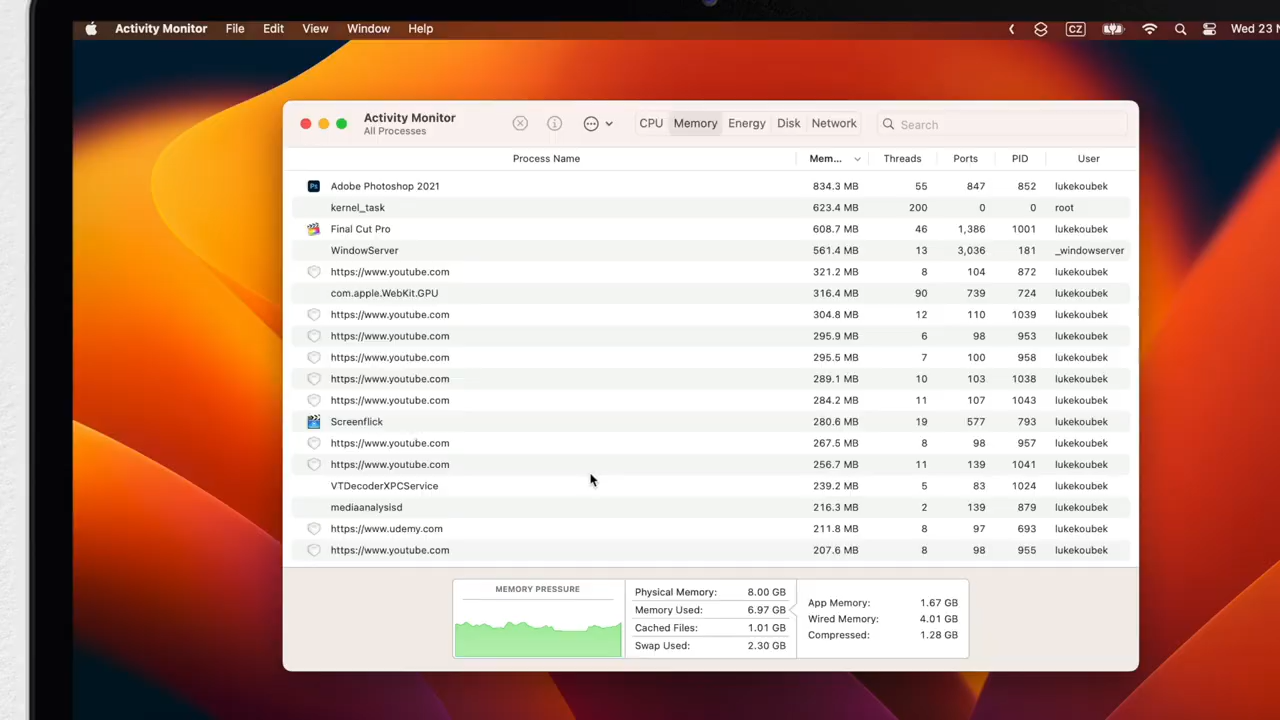 Activity Monitor File Edit View Window Help CZ Wed 23
Activity Monitor
All Processes
CPU Memory Energy Disk Network Search
Process Name Mem... Threads Ports PID User
Ps Adobe Photoshop 2021 834.3 MB 55 847 852 lukekoubek
kernel_task 623.4 MB 200 0 0 root
Final Cut Pro 608.7 MB 46 1,386 1001 lukekoubek
WindowServer 561.4 MB 13 3,036 181 _windowserver
https://www.youtube.com 321.2 MB 8 104 872 lukekoubek
com.apple.WebKit.GPU 316.4 MB 90 739 724 lukekoubek
https://www.youtube.com 304.8 MB 12 110 1039 lukekoubek
https://www.youtube.com 295.9 MB 6 98 953 lukekoubek
https://www.youtube.com 295.5 MB 7 100 958 lukekoubek
https://www.youtube.com 289.1 MB 10 103 1038 lukekoubek
https://www.youtube.com 284.2 MB 11 107 1043 lukekoubek
Screenflick 280.6 MB 19 577 793 lukekoubek
https://www.youtube.com 267.5 MB 8 98 957 lukekoubek
https://www.youtube.com 256.7 MB 11 139 1041 lukekoubek
VTDecoderXPCService 239.2 MB 5 83 1024 lukekoubek
mediaanalysisd 216.3 MB 2 139 879 lukekoubek
https://www.udemy.com 211.8 MB 8 97 693 lukekoubek
https://www.youtube.com 207.6 MB 8 98 955 lukekoubek
MEMORY PRESSURE
Physical Memory: 8.00 GB
Memory Used: 6.97 GB
Cached Files: 1.01 GB
Swap Used: 2.30 GB
App Memory: 1.67 GB
Wired Memory: 4.01 GB
Compressed: 1.28 GB